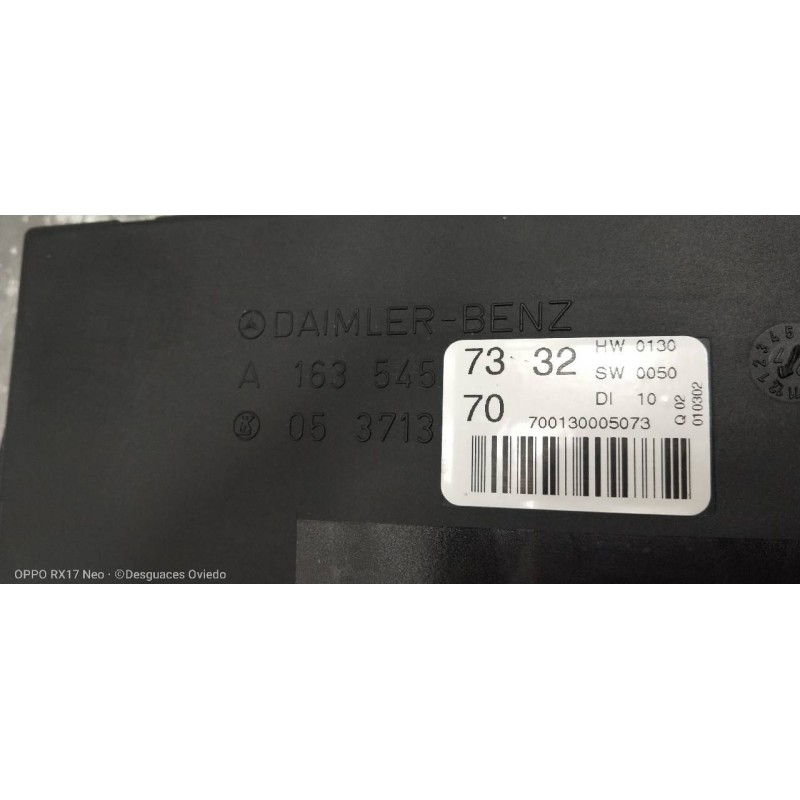 DAIMLER-BENZ
A 163 545 73 32
HW 0130
SW 0050
05 3713 70
DI 10
700130005073
Q 02
010302
OPPO RX17 Neo · ©Desguaces Oviedo